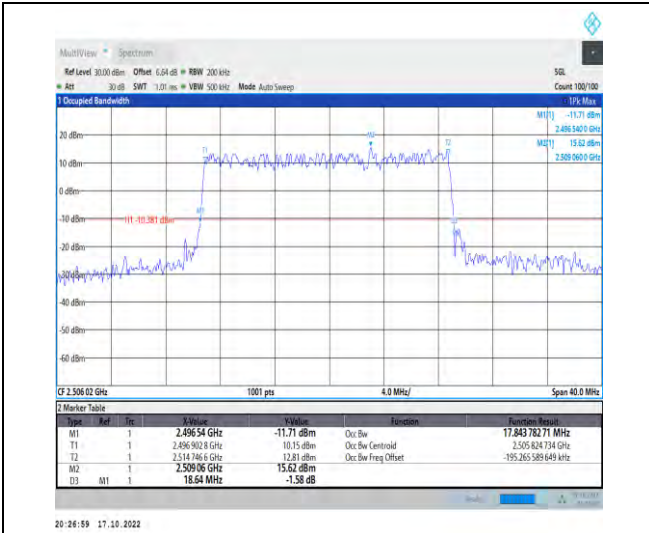 MultiView Spectrum
Ref Level 30.00 dBm Offset 6.64 dB RBW 200 kHz SGL
Att 30 dB SWT 1.01 ms VBW 500 kHz Mode Auto Sweep Count 100/100
1 Occupied Bandwidth 1Pk Max
M1[1] -11.71 dBm
2.4965400 GHz
M2[1] 15.62 dBm
2.5090600 GHz
M2
T1 T2
20 dBm
10 dBm
0 dBm
M1
-10 dBm H1 -10.381 dBm
-20 dBm
-30 dBm
-40 dBm
-50 dBm
-60 dBm
CF 2.506 02 GHz 1001 pts 4.0 MHz/ Span 40.0 MHz
2 Marker Table
Type Ref Trc X-Value Y-Value Function Function Result
M1 1 2.496 54 GHz -11.71 dBm Occ Bw 17.843 782 71 MHz
T1 1 2.496 902 8 GHz 10.15 dBm Occ Bw Centroid 2.505 824 734 GHz
T2 1 2.514 746 6 GHz 12.81 dBm Occ Bw Freq Offset -195.265 589 649 kHz
M2 1 2.509 06 GHz 15.62 dBm
D3 M1 1 18.64 MHz -1.58 dB
20:26:59 17.10.2022